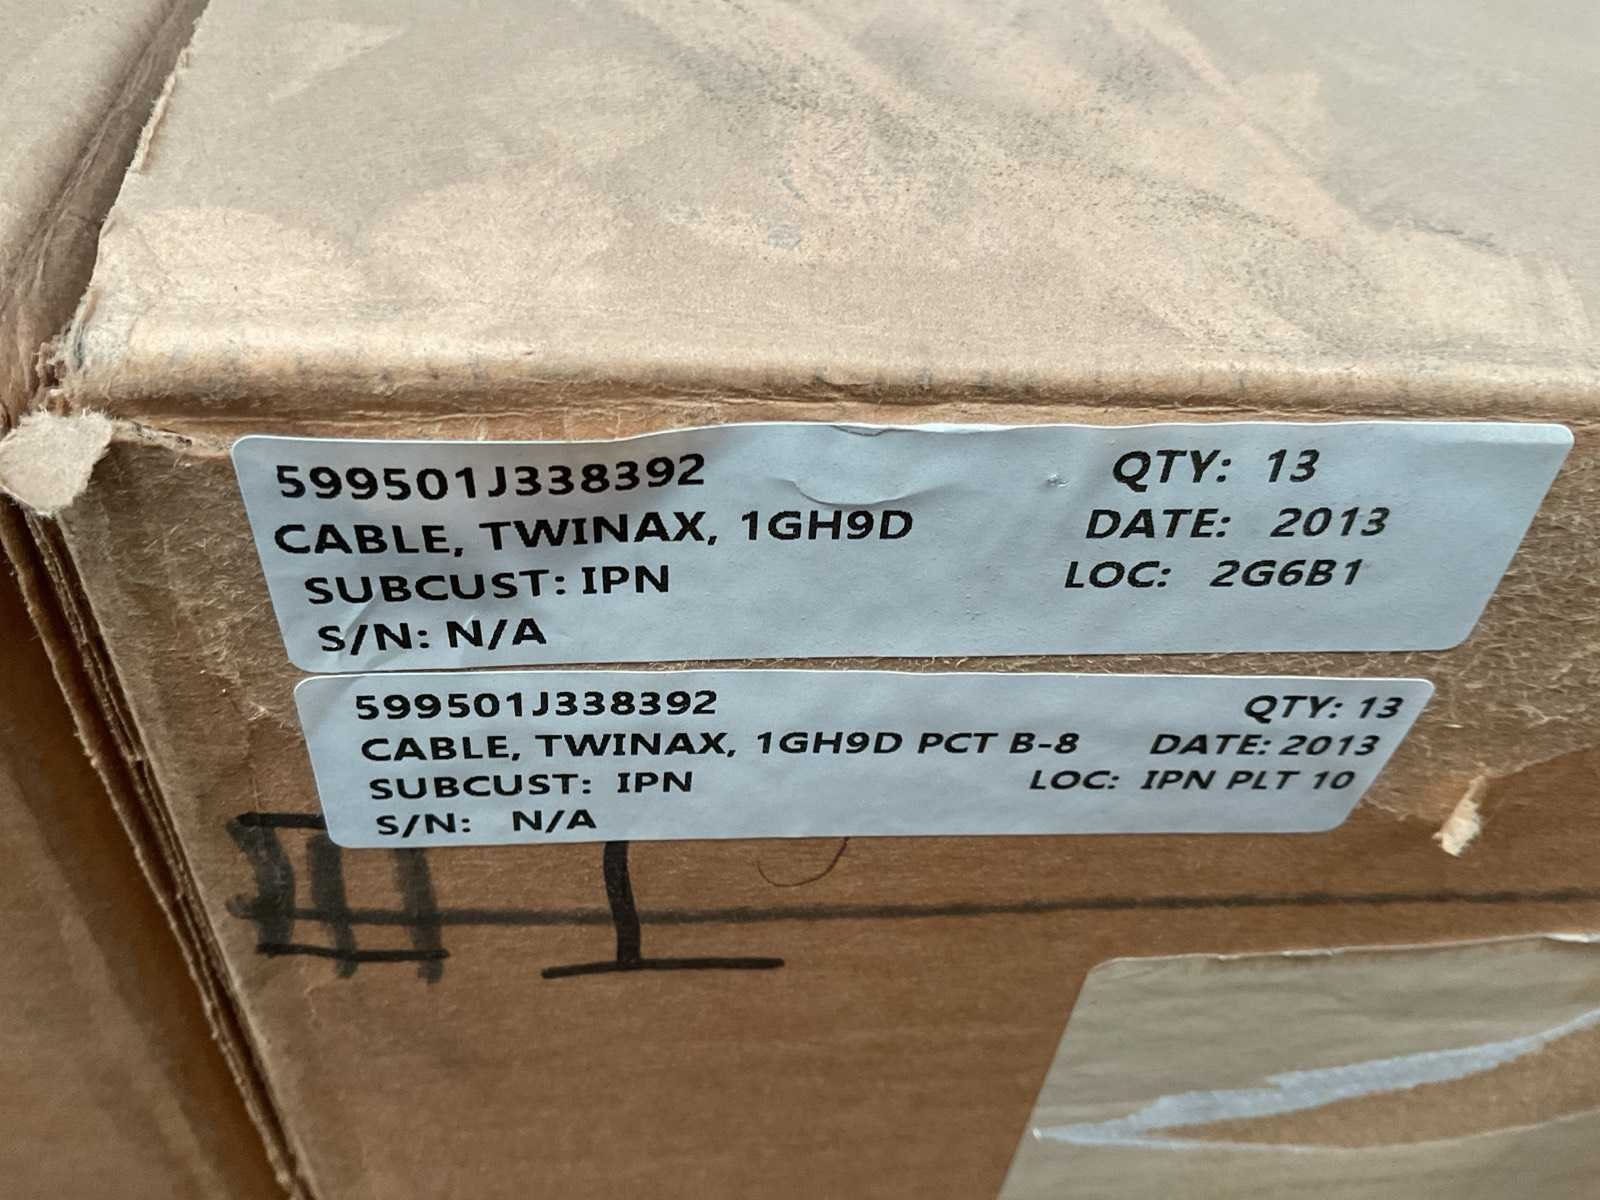 599501J338392 QTY: 13
CABLE, TWINAX, 1GH9D DATE: 2013
SUBCUST: IPN LOC: 2G6B1
S/N: N/A
599501J338392 QTY: 13
CABLE, TWINAX, 1GH9D PCT B-8 DATE: 2013
SUBCUST: IPN LOC: IPN PLT 10
S/N: N/A